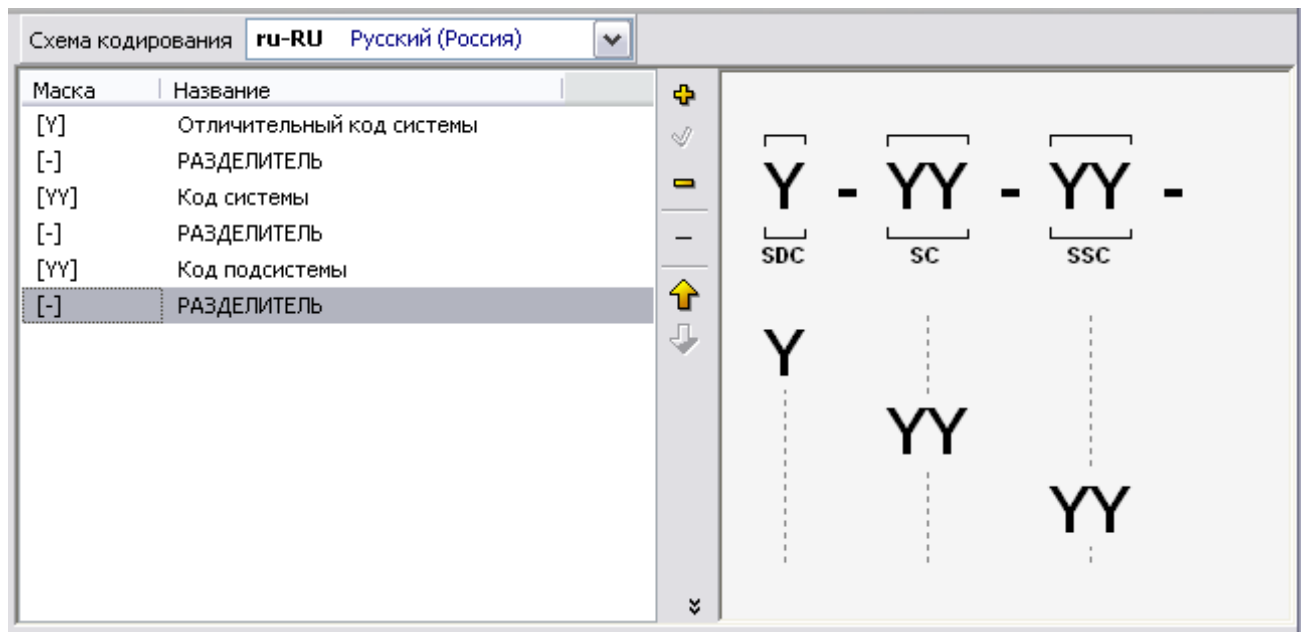 Схема кодирования ru-RU Русский (Россия)
Маска Название
[Y] Отличительный код системы
[-] РАЗДЕЛИТЕЛЬ
[YY] Код системы
[-] РАЗДЕЛИТЕЛЬ
[YY] Код подсистемы
[-] РАЗДЕЛИТЕЛЬ
Y - YY - YY -
SDC SC SSC
Y
YY
YY